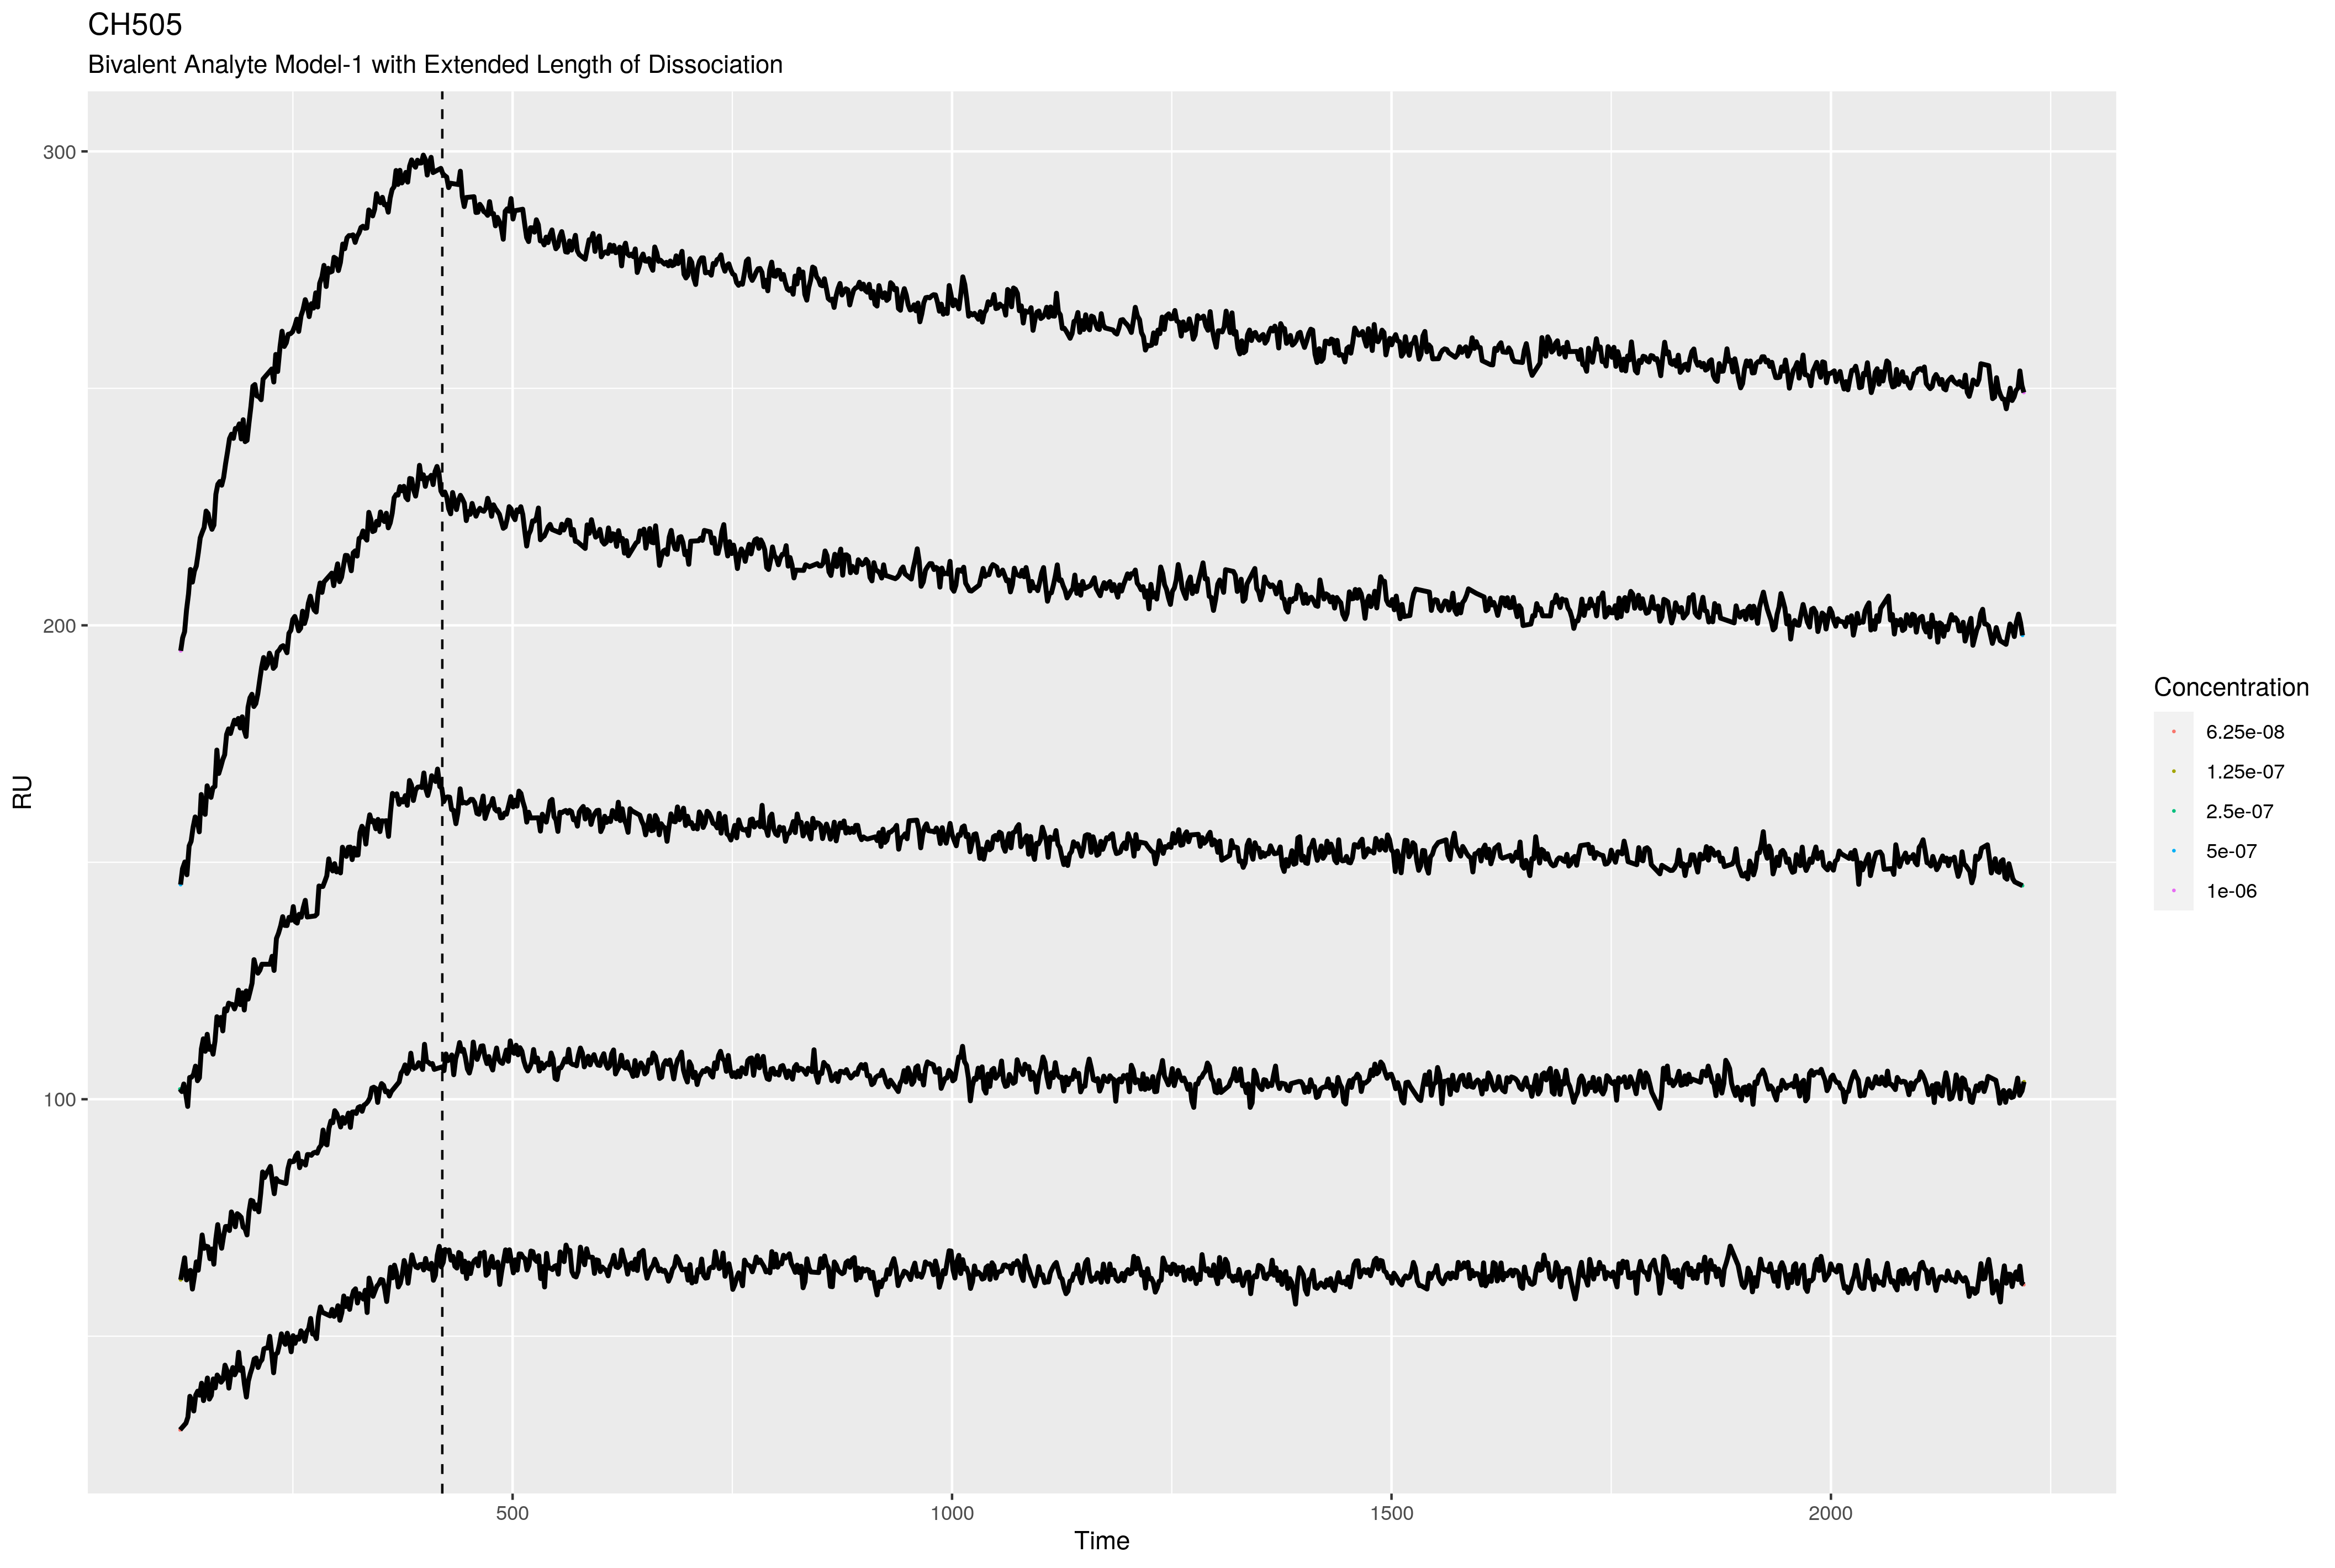 CH505
Bivalent Analyte Model-1 with Extended Length of Dissociation
300
200
100
RU
500
1000
1500
2000
Time
Concentration
6.25e-08
1.25e-07
2.5e-07
5e-07
1e-06